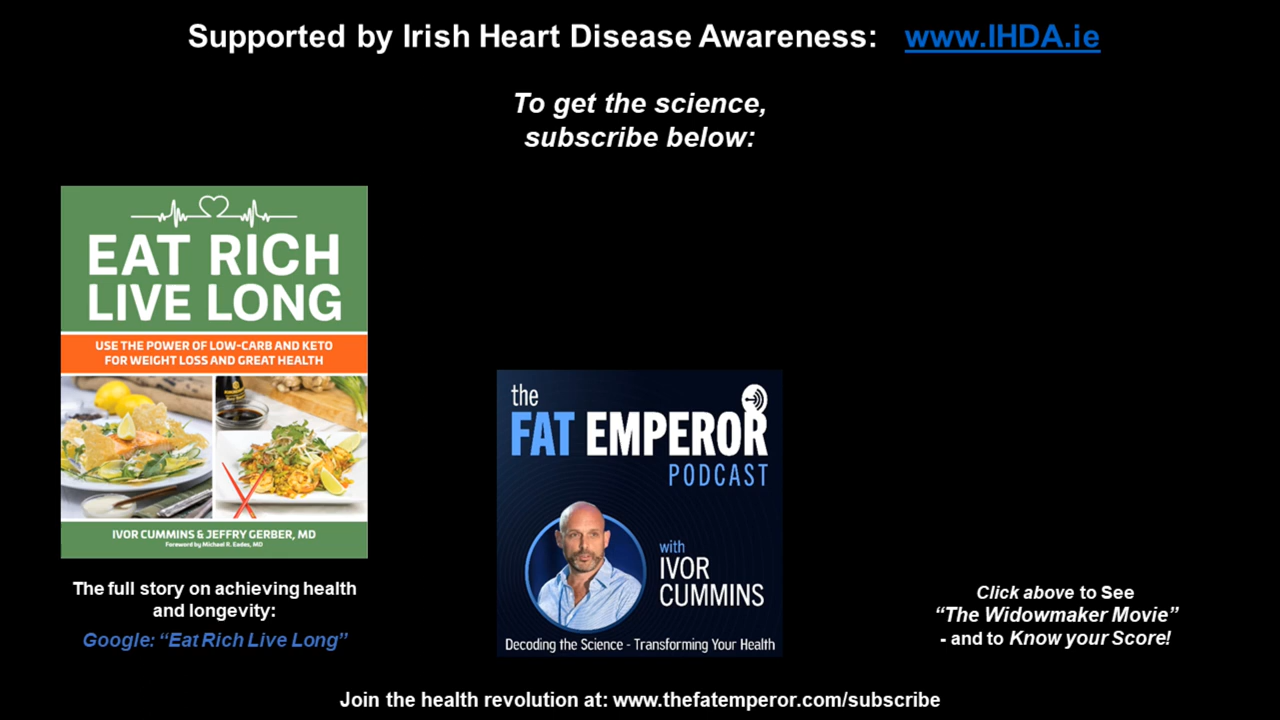 Supported by Irish Heart Disease Awareness: www.IHDA.ie
To get the science,
subscribe below:
EAT RICH
LIVE LONG
USE THE POWER OF LOW-CARB AND KETO
FOR WEIGHT LOSS AND GREAT HEALTH
IVOR CUMMINS & JEFFRY GERBER, MD
Foreword by Michael R. Eades, MD
The full story on achieving health
and longevity:
Google: “Eat Rich Live Long”
the
FAT EMPEROR
PODCAST
with
IVOR
CUMMINS
Decoding the Science - Transforming Your Health
Click above to See
“The Widowmaker Movie”
- and to Know your Score!
Join the health revolution at: www.thefatemperor.com/subscribe